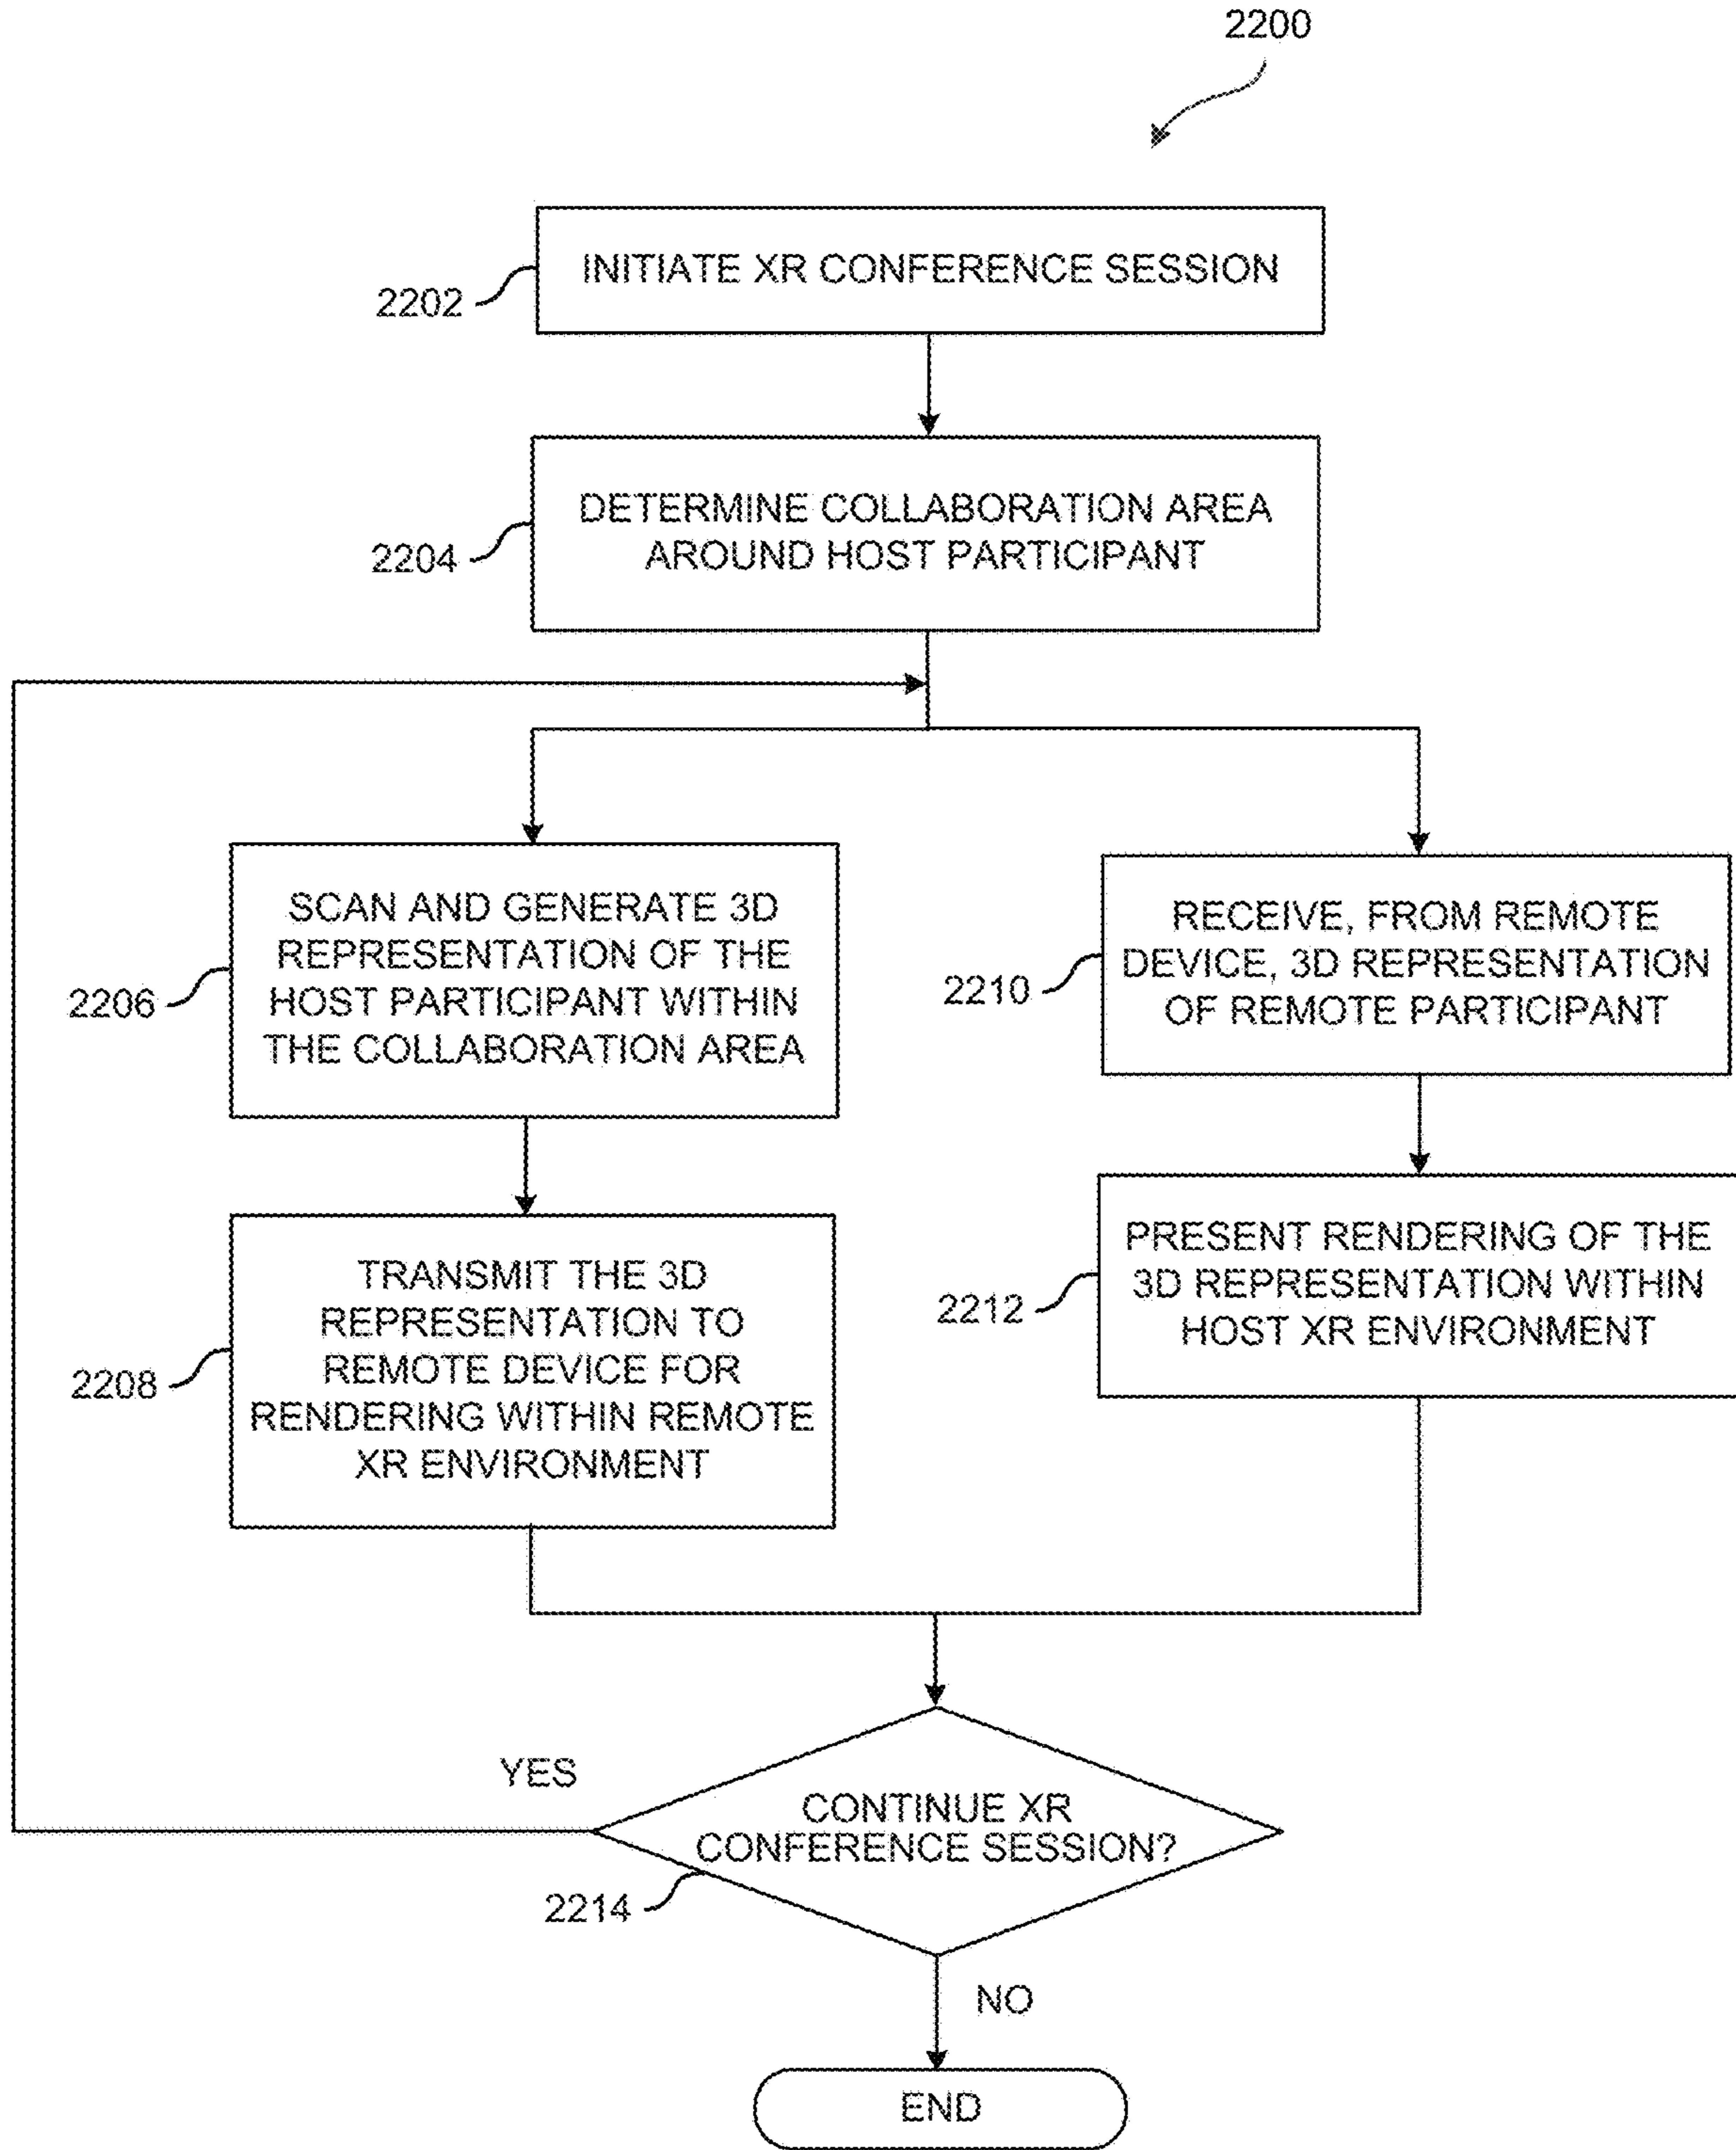 2200
INITIATE XR CONFERENCE SESSION
2202
DETERMINE COLLABORATION AREA
AROUND HOST PARTICIPANT
2204
SCAN AND GENERATE 3D
REPRESENTATION OF THE
HOST PARTICIPANT WITHIN
THE COLLABORATION AREA
2206
RECEIVE, FROM REMOTE
DEVICE, 3D REPRESENTATION
OF REMOTE PARTICIPANT
2210
TRANSMIT THE 3D
REPRESENTATION TO
REMOTE DEVICE FOR
RENDERING WITHIN REMOTE
XR ENVIRONMENT
2208
PRESENT RENDERING OF THE
3D REPRESENTATION WITHIN
HOST XR ENVIRONMENT
2212
YES
CONTINUE XR
CONFERENCE SESSION?
2214
NO
END